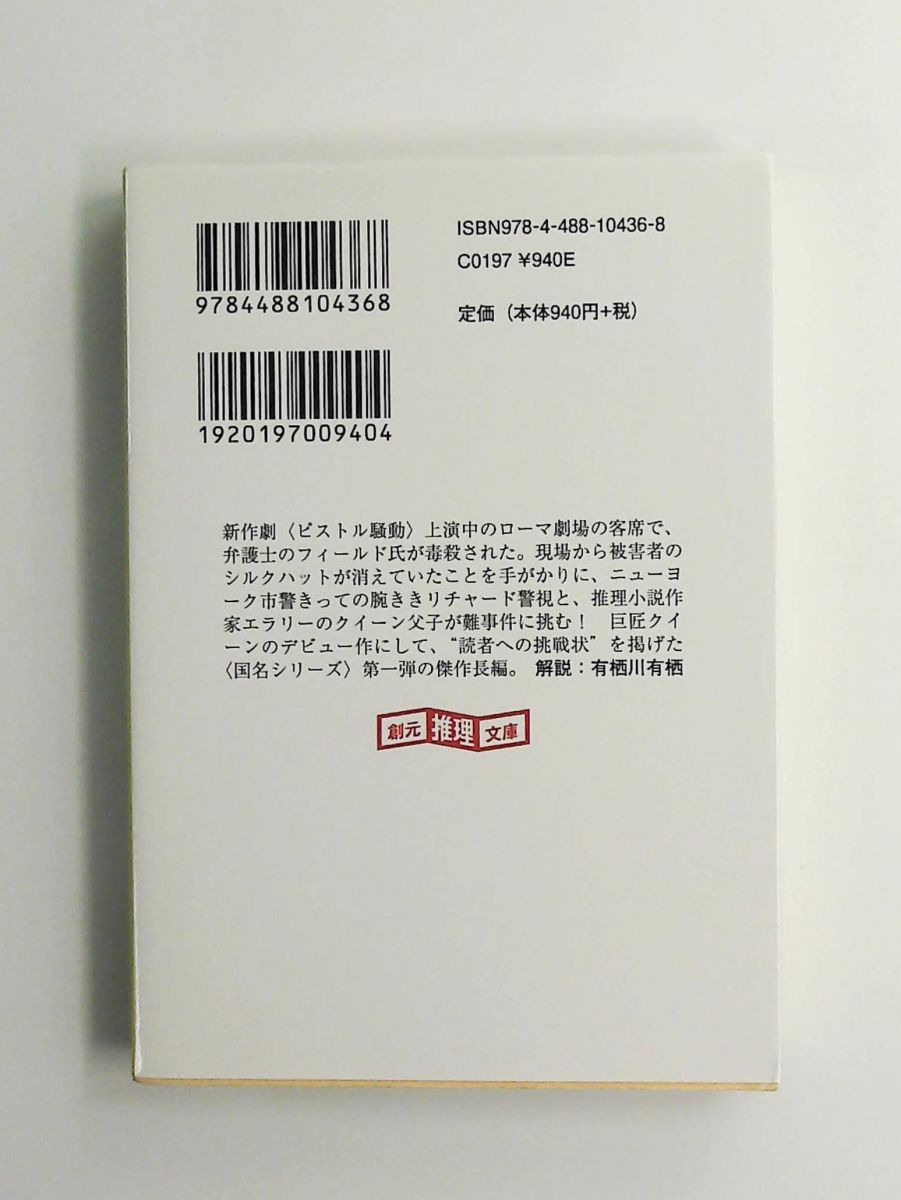 ISBN978-4-488-10436-8
C0197 ¥940E
9784488104368
定価（本体940円+税）
1920197009404
新作劇〈ピストル騒動〉上演中のローマ劇場の客席で、
弁護士のフィールド氏が毒殺された。現場から被害者の
シルクハットが消えていたことを手がかりに、ニューヨ
ーク市警きっての腕ききリチャード警視と、推理小説作
家エラリーのクイーン父子が難事件に挑む！　巨匠クイ
ーンのデビュー作にして、“読者への挑戦状”を掲げた
〈国名シリーズ〉第一弾の傑作長編。 解説：有栖川有栖
創元 推理 文庫